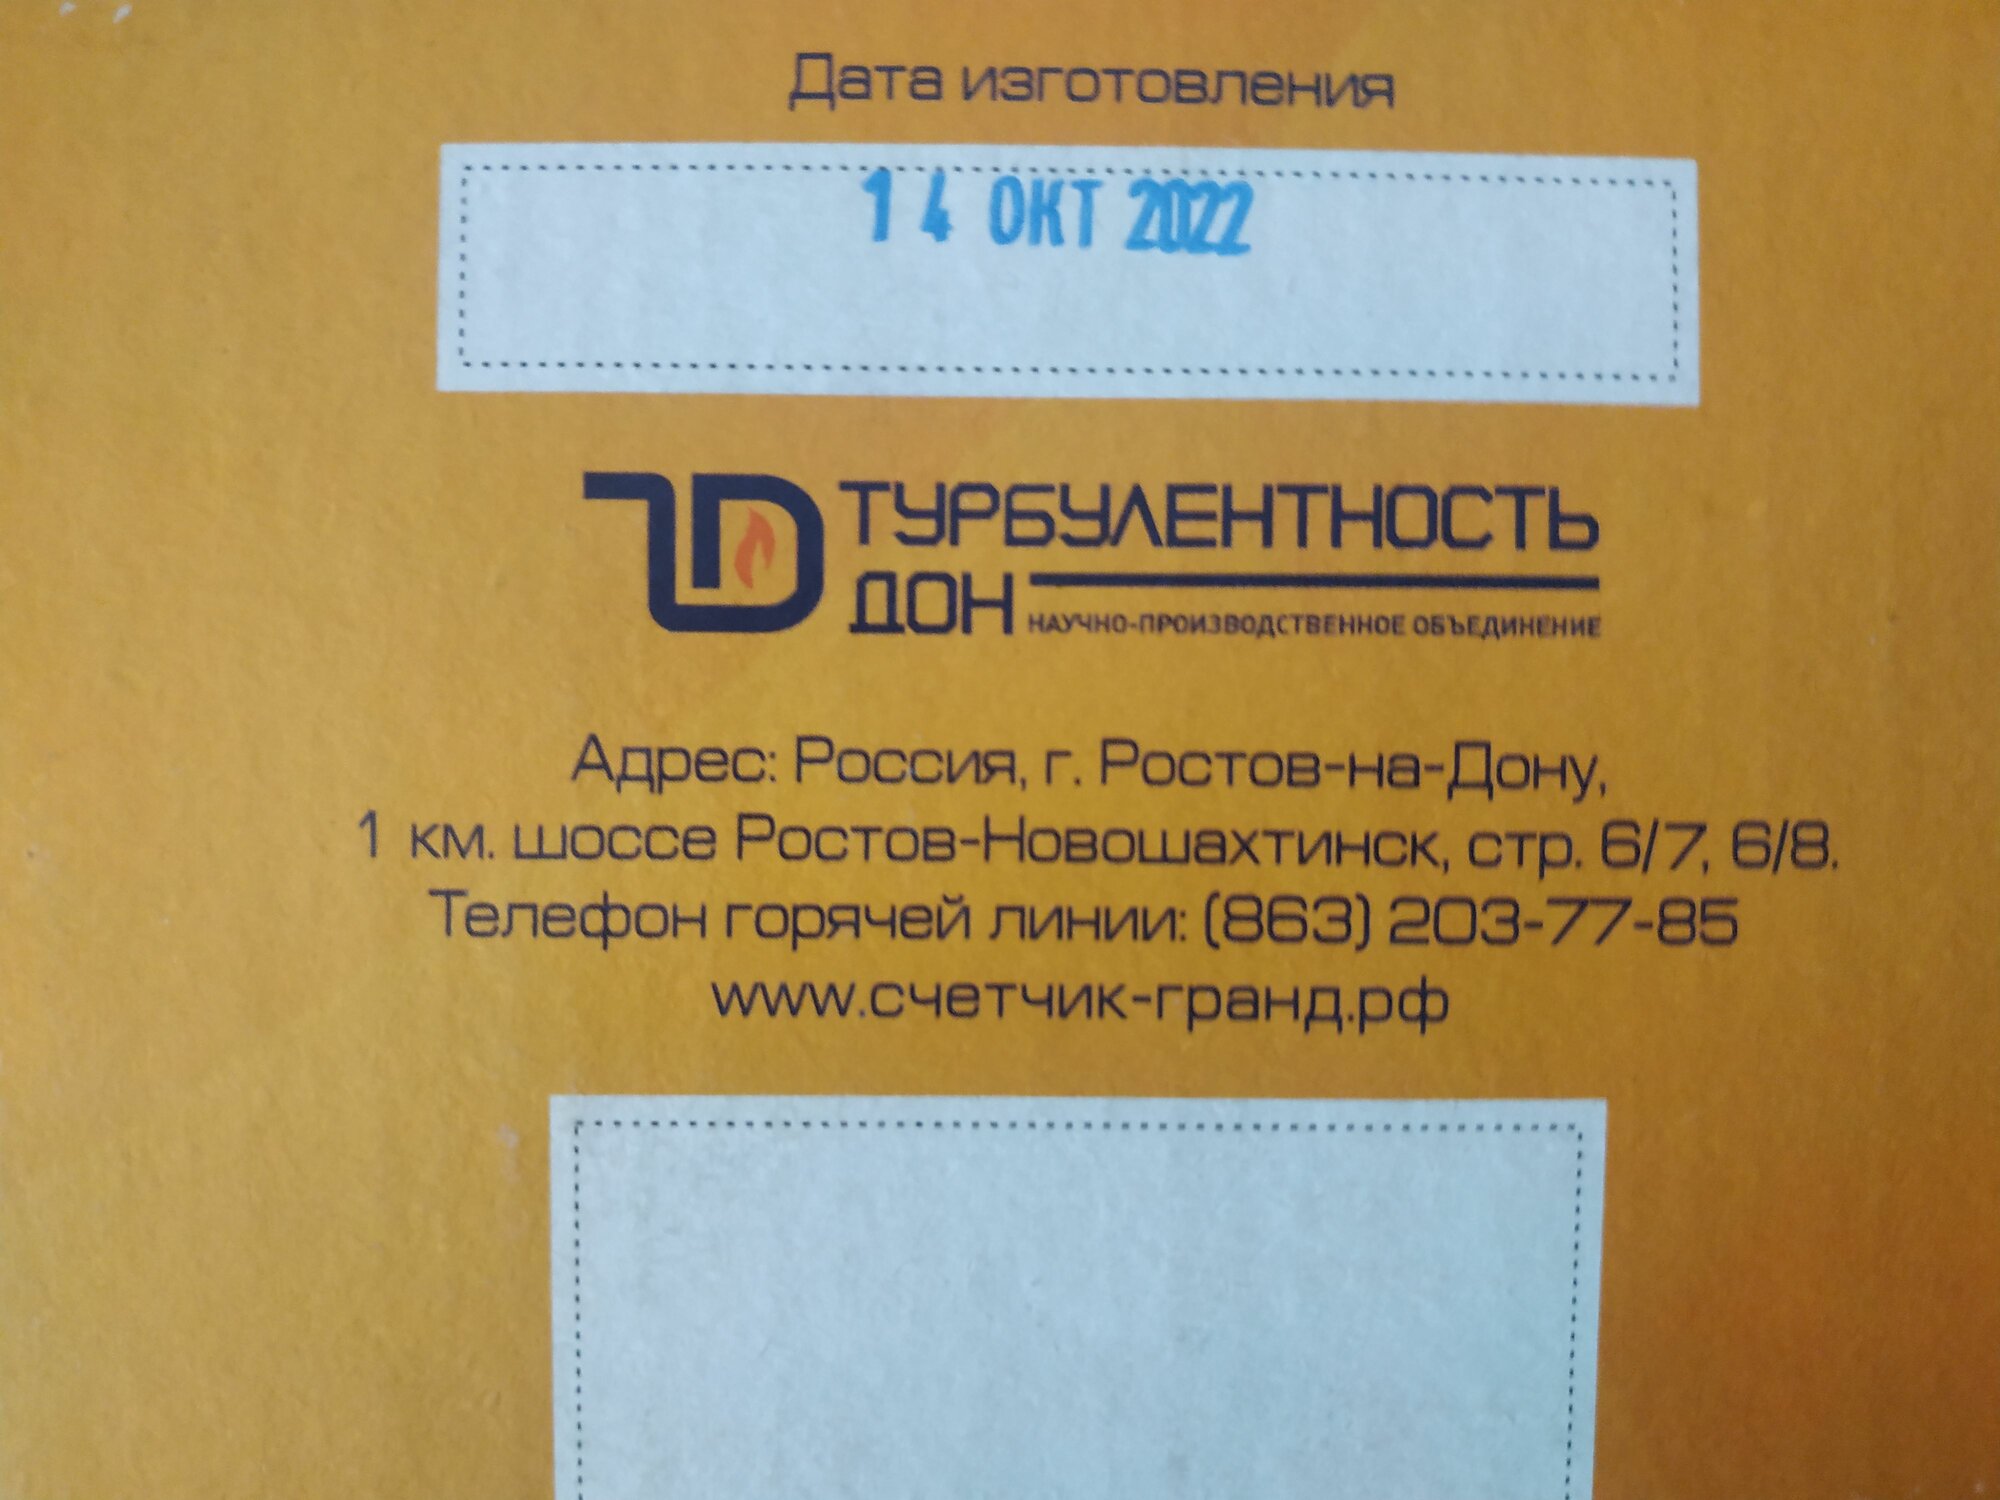 Дата изготовления
14 ОКТ 2022
ТУРБУЛЕНТНОСТЬ
ДОН
НАУЧНО-ПРОИЗВОДСТВЕННОЕ ОБЪЕДИНЕНИЕ
Адрес: Россия, г. Ростов-на-Дону,
1 км. шоссе Ростов-Новошахтинск, стр. 6/7, 6/8.
Телефон горячей линии: (863) 203-77-85
www.счетчик-гранд.рф